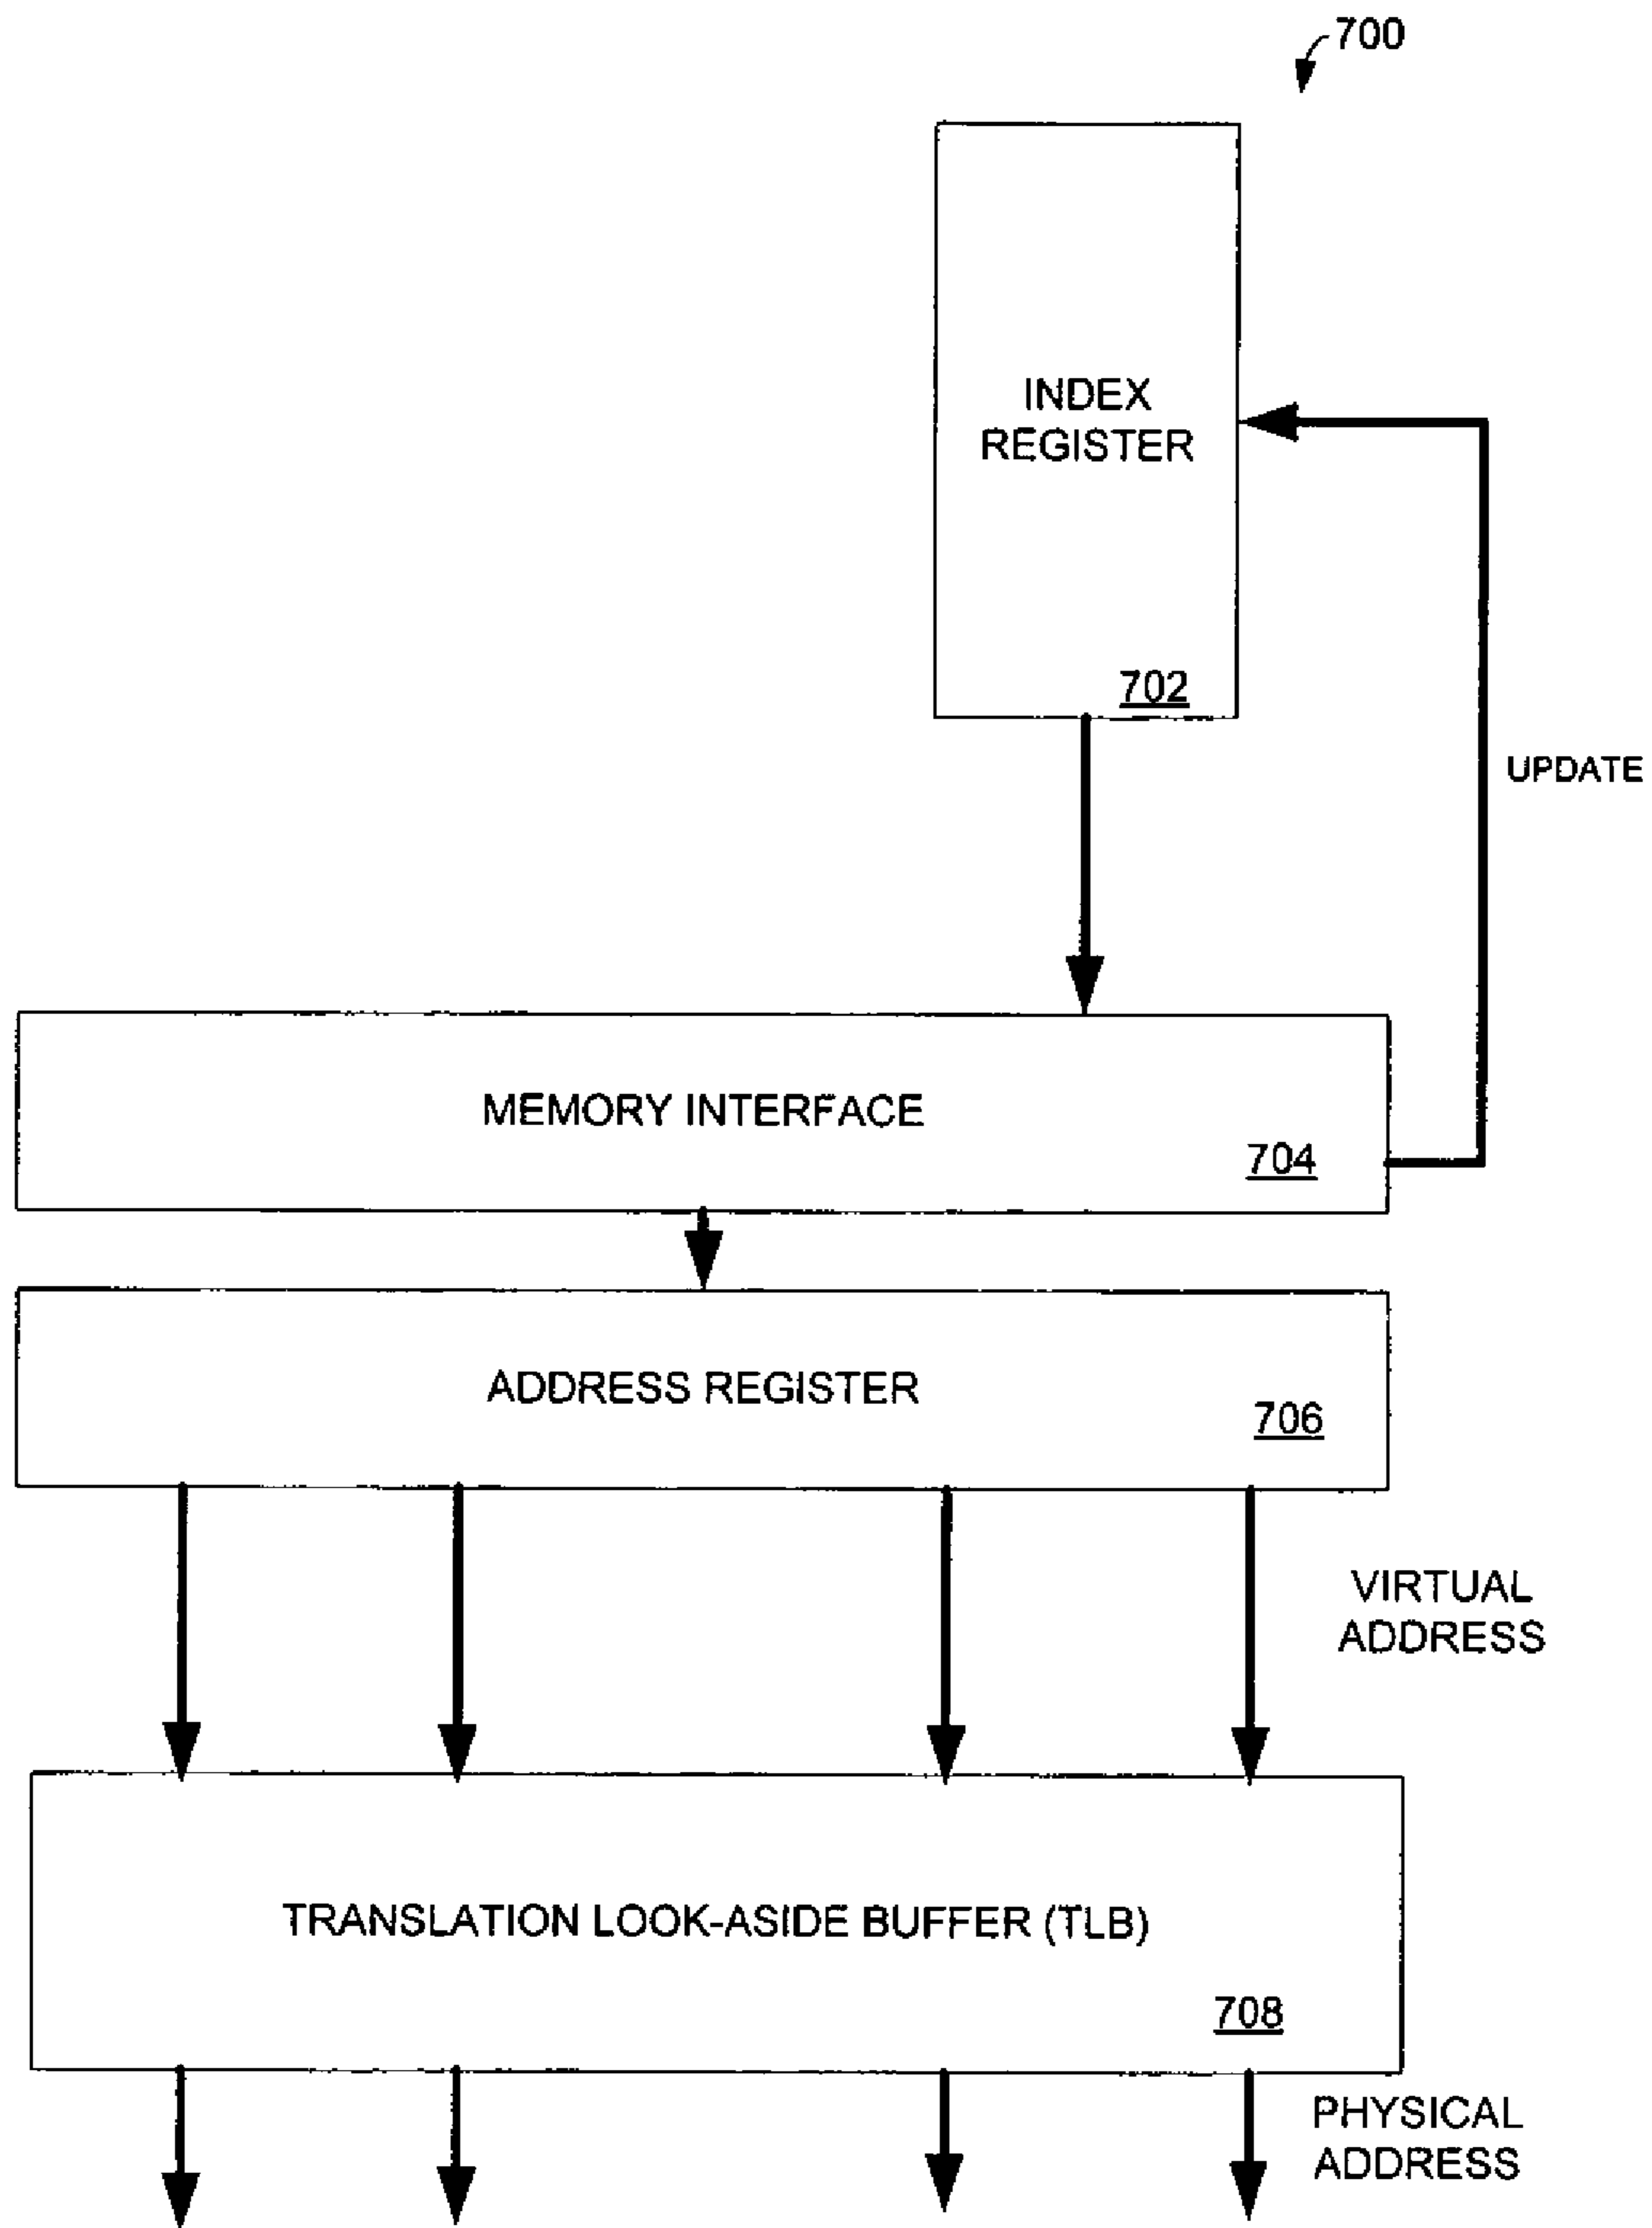 700
INDEX
REGISTER
702
UPDATE
MEMORY INTERFACE
704
ADDRESS REGISTER
706
VIRTUAL
ADDRESS
TRANSLATION LOOK-ASIDE BUFFER (TLB)
708
PHYSICAL
ADDRESS